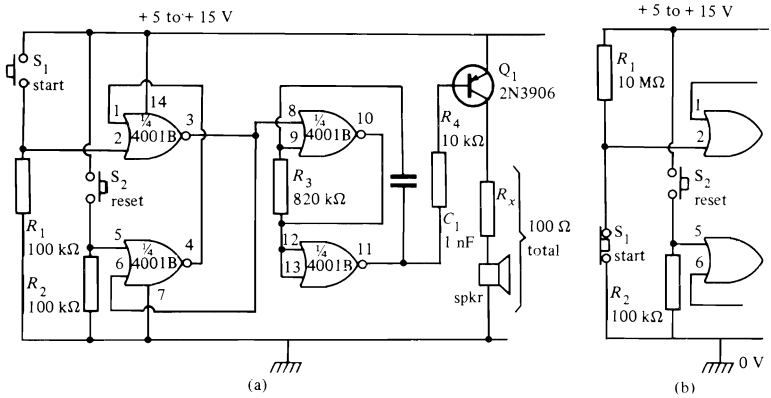 + 5 to + 15 V
S1
start
1
14
3
2
¼
4001B
S2
reset
R1
100 kΩ
R2
100 kΩ
5
6
¼
4001B
4
7
8
9
¼
4001B
10
R3
820 kΩ
12
13
¼
4001B
11
C1
1 nF
R4
10 kΩ
Q1
2N3906
Rx
100 Ω
total
spkr
(a)
+ 5 to + 15 V
R1
10 MΩ
1
2
S2
reset
S1
start
5
6
R2
100 kΩ
0 V
(b)